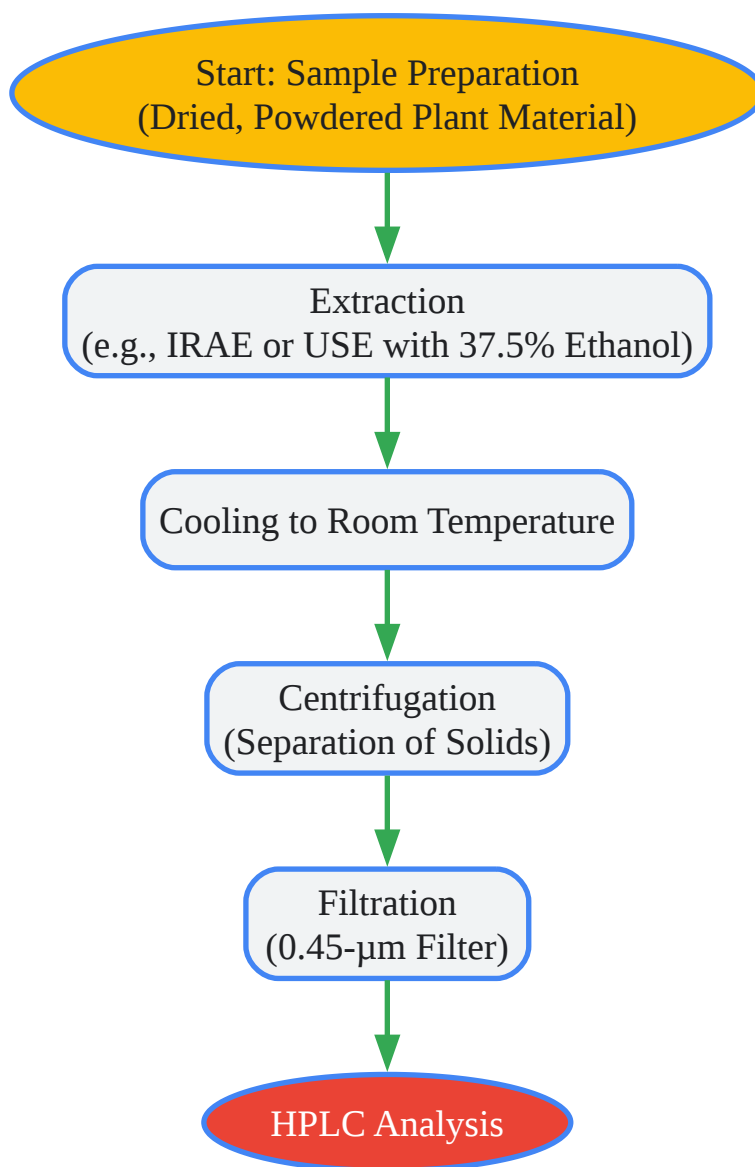 Start: Sample Preparation
(Dried, Powdered Plant Material)
Extraction
(e.g., IRAE or USE with 37.5% Ethanol)
Cooling to Room Temperature
Centrifugation
(Separation of Solids)
Filtration
(0.45-µm Filter)
HPLC Analysis